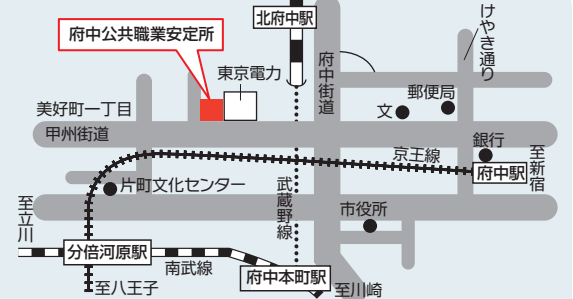 北府中駅
けやき通り
府中公共職業安定所
東京電力
府中街道
郵便局
文
美好町一丁目
甲州街道
銀行
至新宿
京王線
府中駅
片町文化センター
武蔵野線
至立川
市役所
分倍河原駅
南武線
府中本町駅
至八王子
至川崎